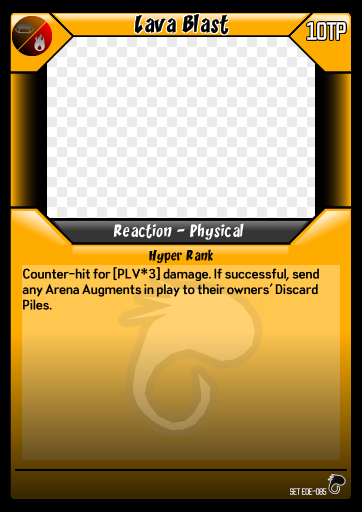 Lava Blast
10TP
Reaction - Physical
Hyper Rank
Counter-hit for [PLV*3] damage. If successful, send
any Arena Augments in play to their owners' Discard
Piles.
SET EDE-085